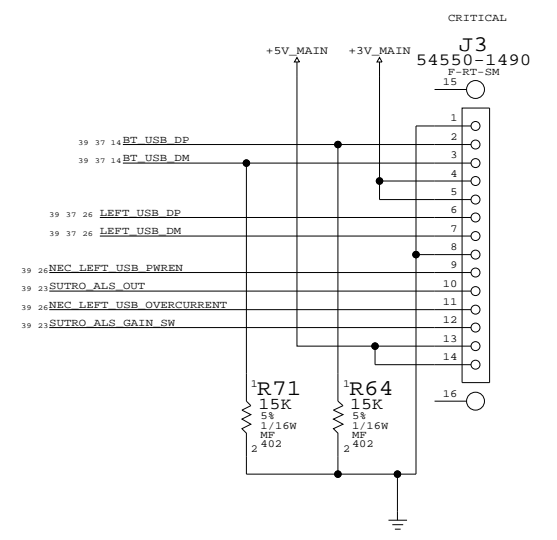 CRITICAL
J3
54550-1490
F-RT-SM
+5V_MAIN
+3V_MAIN
15
1
39 37 14 BT_USB_DP 2
39 37 14 BT_USB_DM 3
4
5
39 37 26 LEFT_USB_DP 6
39 37 26 LEFT_USB_DM 7
8
39 26 NEC_LEFT_USB_PWREN 9
39 23 SUTRO_ALS_OUT 10
39 26 NEC_LEFT_USB_OVERCURRENT 11
39 23 SUTRO_ALS_GAIN_SW 12
13
14
16
1 R71
15K
5%
1/16W
MF
2 402
1 R64
15K
5%
1/16W
MF
2 402